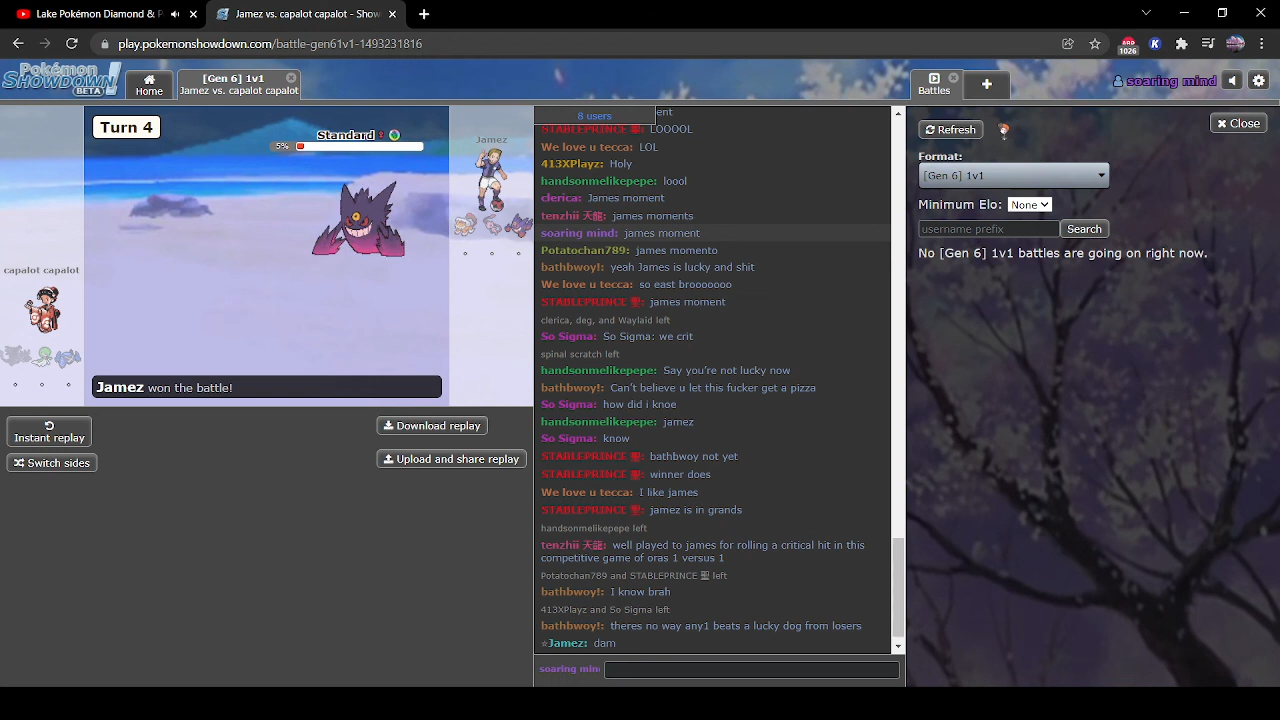 Lake Pokémon Diamond & P
Jamez vs. capalot capalot - Show
play.pokemonshowdown.com/battle-gen61v1-1493231816
1026
Pokémon
SHOWDOWN!
BETA
Home
[Gen 6] 1v1
Jamez vs. capalot capalot
Battles
soaring mind
Turn 4
Standard
5%
Jamez
capalot capalot
Jamez won the battle!
Instant replay
Switch sides
Download replay
Upload and share replay
8 users
ent
STABLEPRINCE 聖: LOOOOL
We love u tecca: LOL
413XPlayz: Holy
handsonmelikepepe: loool
clerica: James moment
tenzhii 天龍: james moments
soaring mind: james moment
Potatochan789: james momento
bathbwoy!: yeah James is lucky and shit
We love u tecca: so east brooooooo
STABLEPRINCE 聖: james moment
clerica, deg, and Waylaid left
So Sigma: So Sigma: we crit
spinal scratch left
handsonmelikepepe: Say you're not lucky now
bathbwoy!: Can't believe u let this fucker get a pizza
So Sigma: how did i knoe
handsonmelikepepe: jamez
So Sigma: know
STABLEPRINCE 聖: bathbwoy not yet
STABLEPRINCE 聖: winner does
We love u tecca: I like james
STABLEPRINCE 聖: jamez is in grands
handsonmelikepepe left
tenzhii 天龍: well played to james for rolling a critical hit in this
competitive game of oras 1 versus 1
Potatochan789 and STABLEPRINCE 聖 left
bathbwoy!: I know brah
413XPlayz and So Sigma left
bathbwoy!: theres no way any1 beats a lucky dog from losers
☆Jamez: dam
soaring mind
Refresh
Close
Format:
[Gen 6] 1v1
Minimum Elo: None
username prefix
Search
No [Gen 6] 1v1 battles are going on right now.